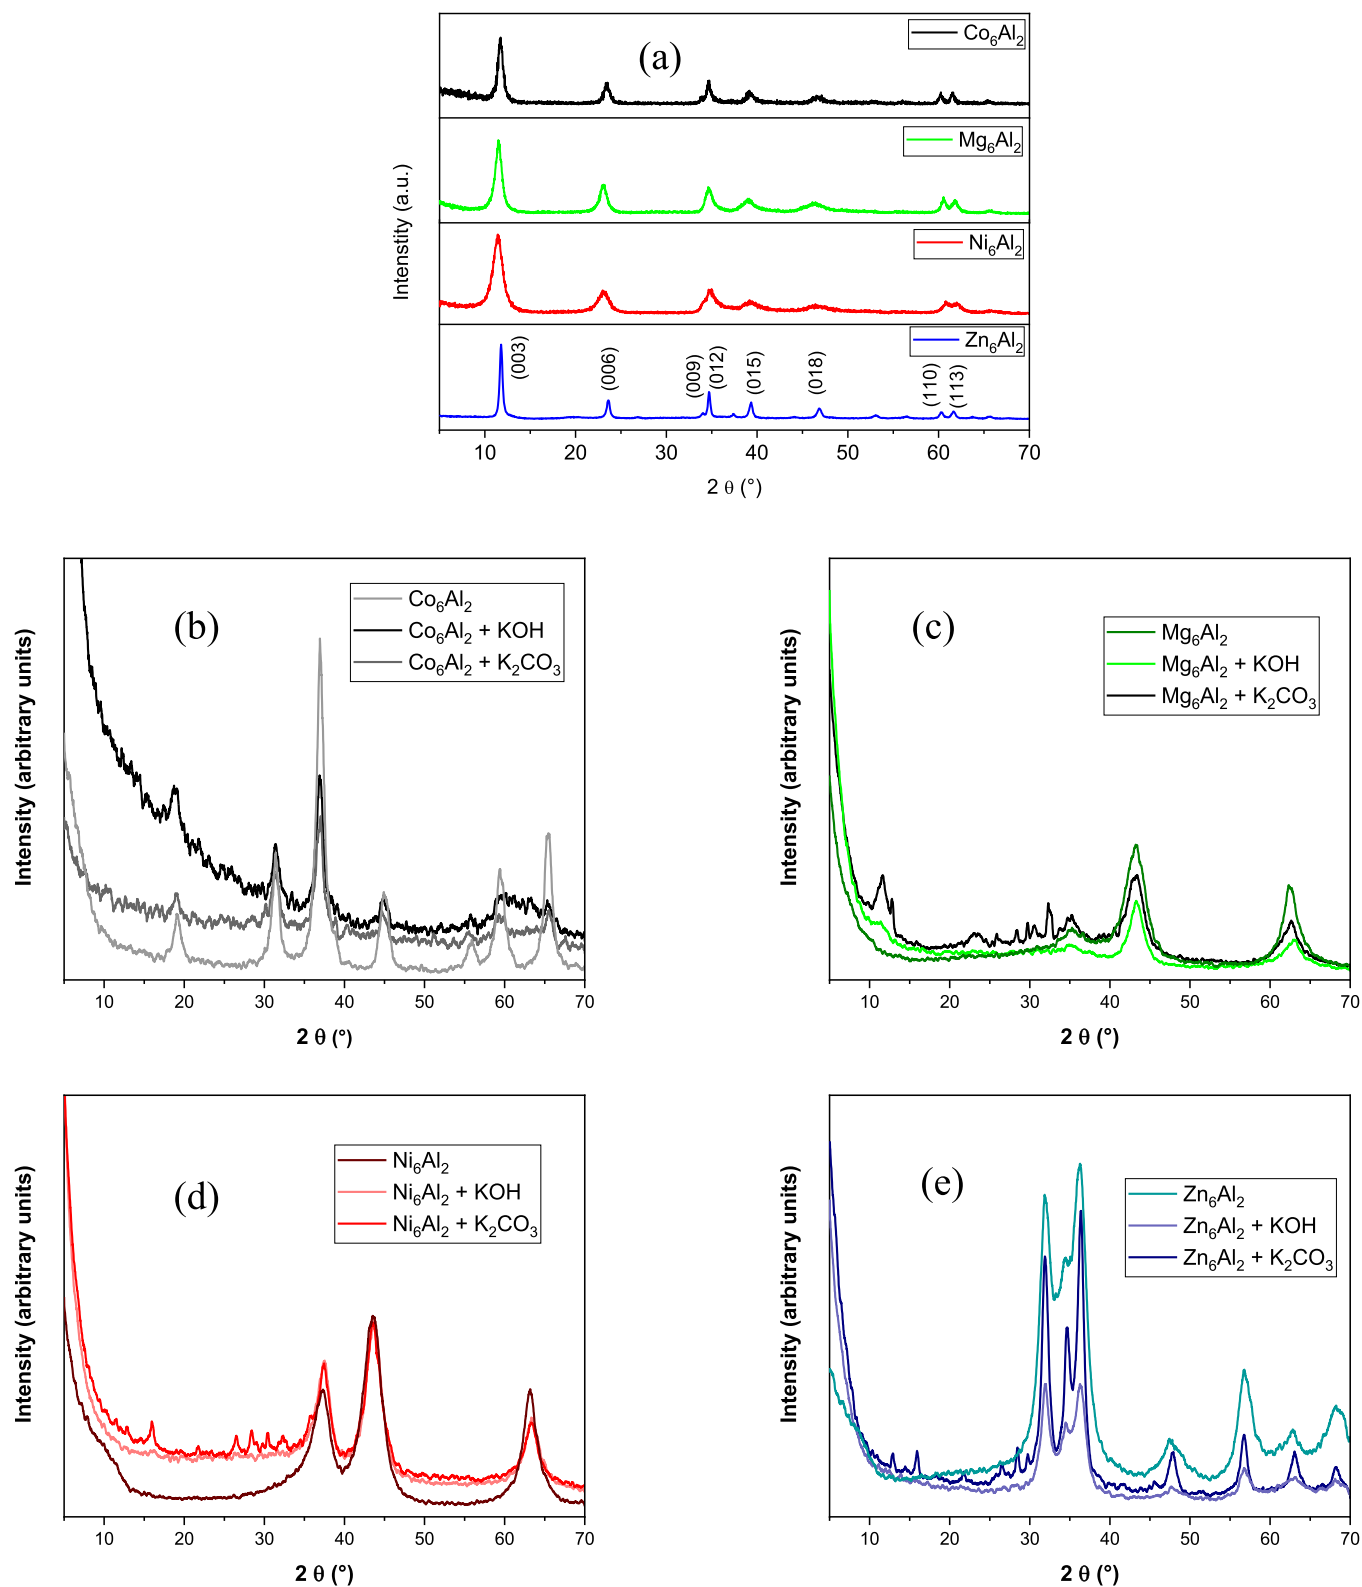 (a)
Co6Al2
Mg6Al2
Ni6Al2
Zn6Al2
(003)
(006)
(009)
(012)
(015)
(018)
(110)
(113)
Intenstity (a.u.)
10 20 30 40 50 60 70
2 θ (°)
(b)
Co6Al2
Co6Al2 + KOH
Co6Al2 + K2CO3
Intensity (arbitrary units)
10 20 30 40 50 60 70
2 θ (°)
(c)
Mg6Al2
Mg6Al2 + KOH
Mg6Al2 + K2CO3
Intensity (arbitrary units)
10 20 30 40 50 60 70
2 θ (°)
(d)
Ni6Al2
Ni6Al2 + KOH
Ni6Al2 + K2CO3
Intensity (arbitrary units)
10 20 30 40 50 60 70
2 θ (°)
(e)
Zn6Al2
Zn6Al2 + KOH
Zn6Al2 + K2CO3
Intensity (arbitrary units)
10 20 30 40 50 60 70
2 θ (°)